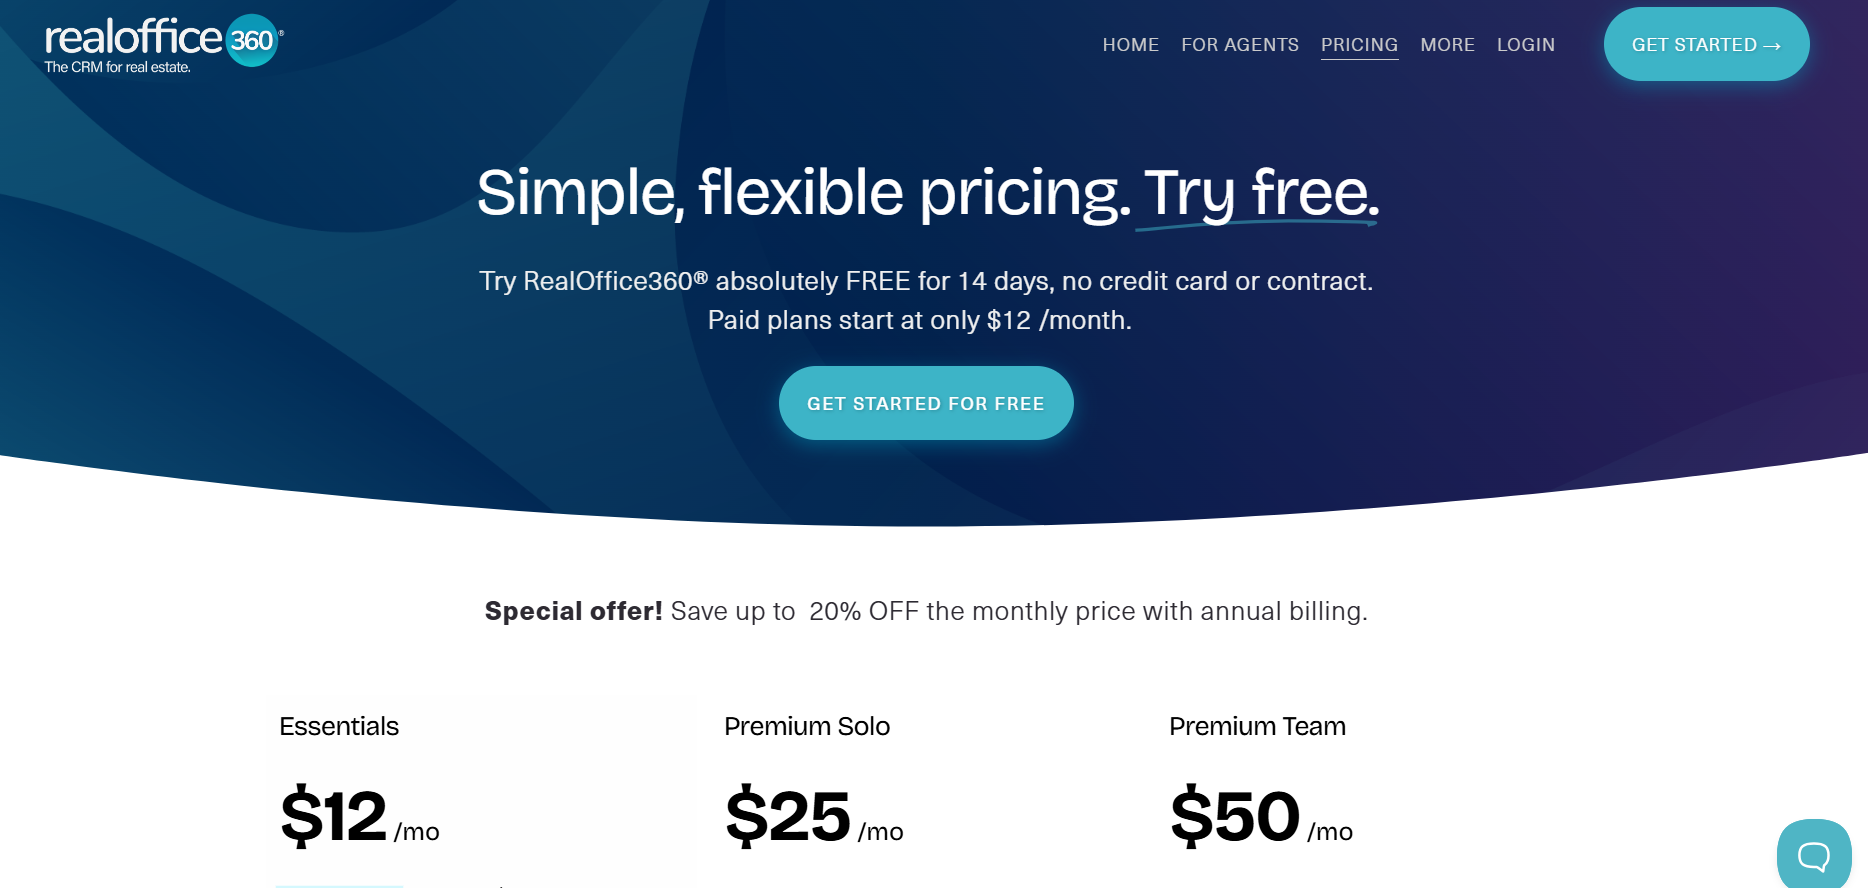 realoffice 360®
The CRM for real estate.
HOME FOR AGENTS PRICING MORE LOGIN GET STARTED →
Simple, flexible pricing. Try free.
Try RealOffice360® absolutely FREE for 14 days, no credit card or contract.
Paid plans start at only $12 /month.
GET STARTED FOR FREE
Special offer! Save up to 20% OFF the monthly price with annual billing.
Essentials Premium Solo Premium Team
$12 /mo $25 /mo $50 /mo